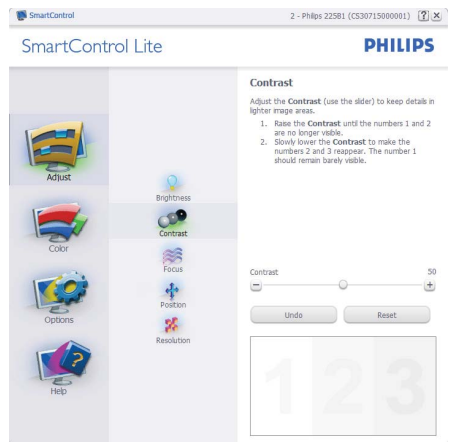 SmartControl
2 - Philips 225B1 (CS30715000001)
SmartControl Lite
PHILIPS
Contrast
Adjust the Contrast (use the slider) to keep details in
lighter image areas.
1. Raise the Contrast until the numbers 1 and 2
are no longer visible.
2. Slowly lower the Contrast to make the
numbers 2 and 3 reappear. The number 1
should remain barely visible.
Adjust
Color
Options
Help
Brightness
Contrast
Focus
Position
Resolution
Contrast 50
Undo Reset
1 2 3